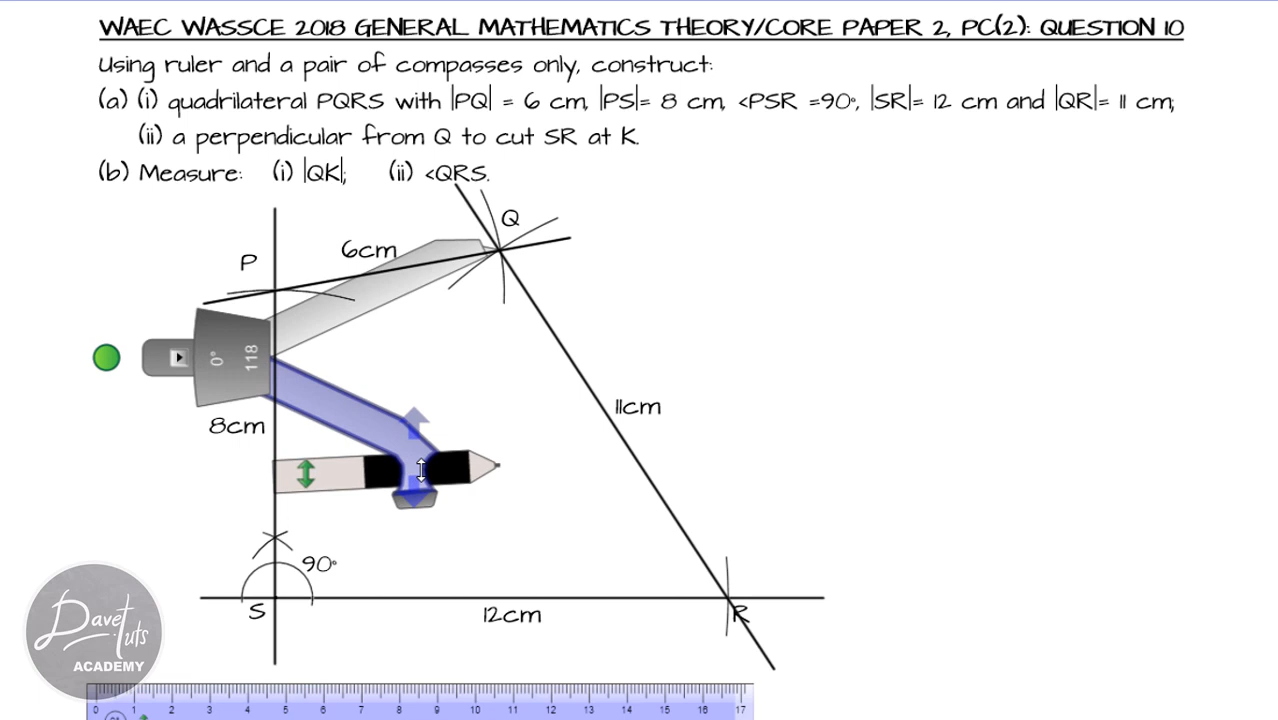 WAEC WASSCE 2018 GENERAL MATHEMATICS THEORY/CORE PAPER 2, PC(2): QUESTION 10
Using ruler and a pair of compasses only, construct:
(a) (i) quadrilateral PQRS with |PQ| = 6 cm, |PS|= 8 cm, <PSR =90°, |SR|= 12 cm and |QR|= 11 cm;
(ii) a perpendicular from Q to cut SR at K.
(b) Measure: (i) |QK|; (ii) <QRS.
Q
6cm
P
0°
118
11cm
8cm
90°
S
12cm
R
Dave Tuts
ACADEMY
0 1 2 3 4 5 6 7 8 9 10 11 12 13 14 15 16 17